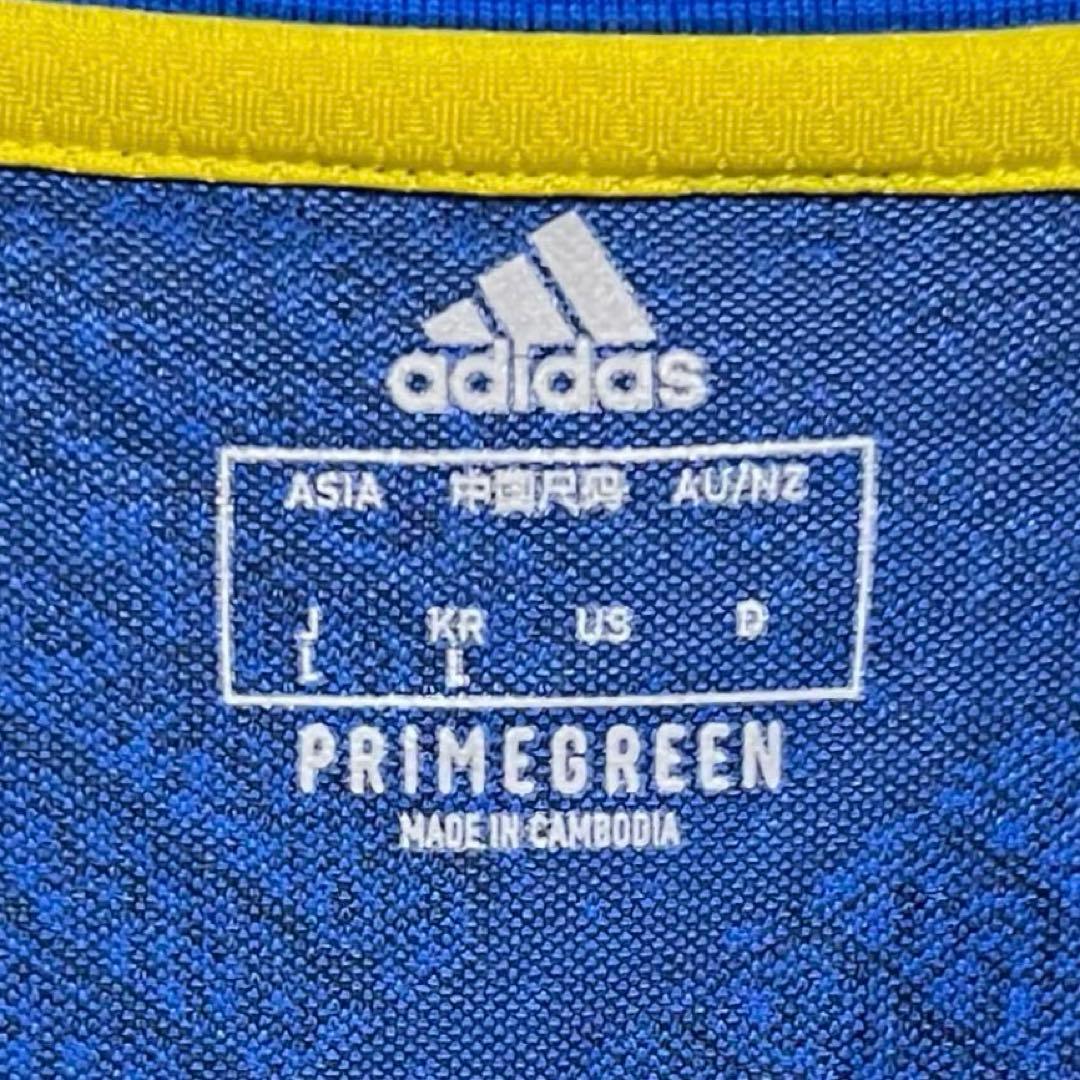 adidas
ASIA 中国尺码 AU/NZ
J KR US D
L L
PRIMEGREEN
MADE IN CAMBODIA